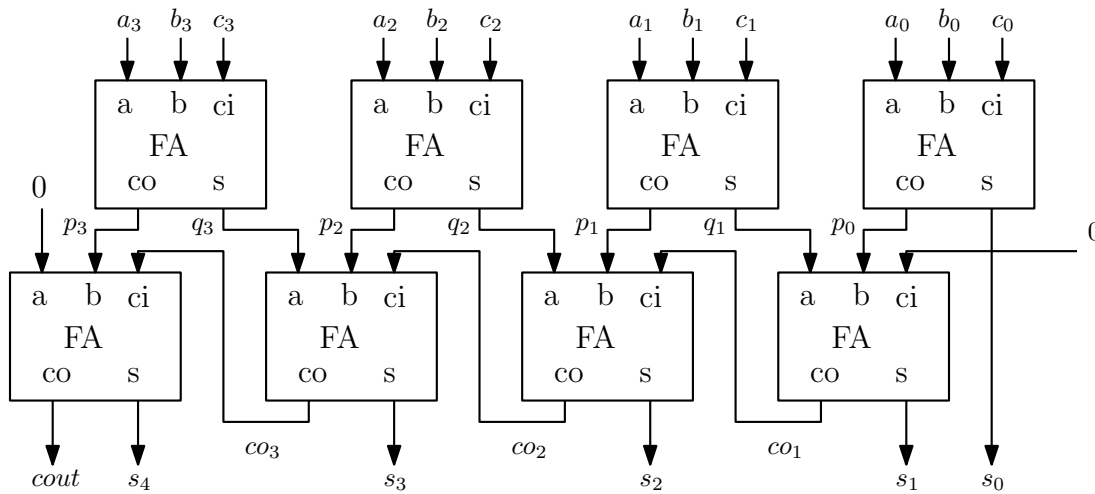 a₃ b₃ c₃ a₂ b₂ c₂ a₁ b₁ c₁ a₀ b₀ c₀
a b ci a b ci a b ci a b ci
FA FA FA FA
co s co s co s co s
0
p₃ q₃ p₂ q₂ p₁ q₁ p₀ 0
a b ci a b ci a b ci a b ci
FA FA FA FA
co s co s co s co s
co₃ co₂ co₁
cout s₄ s₃ s₂ s₁ s₀